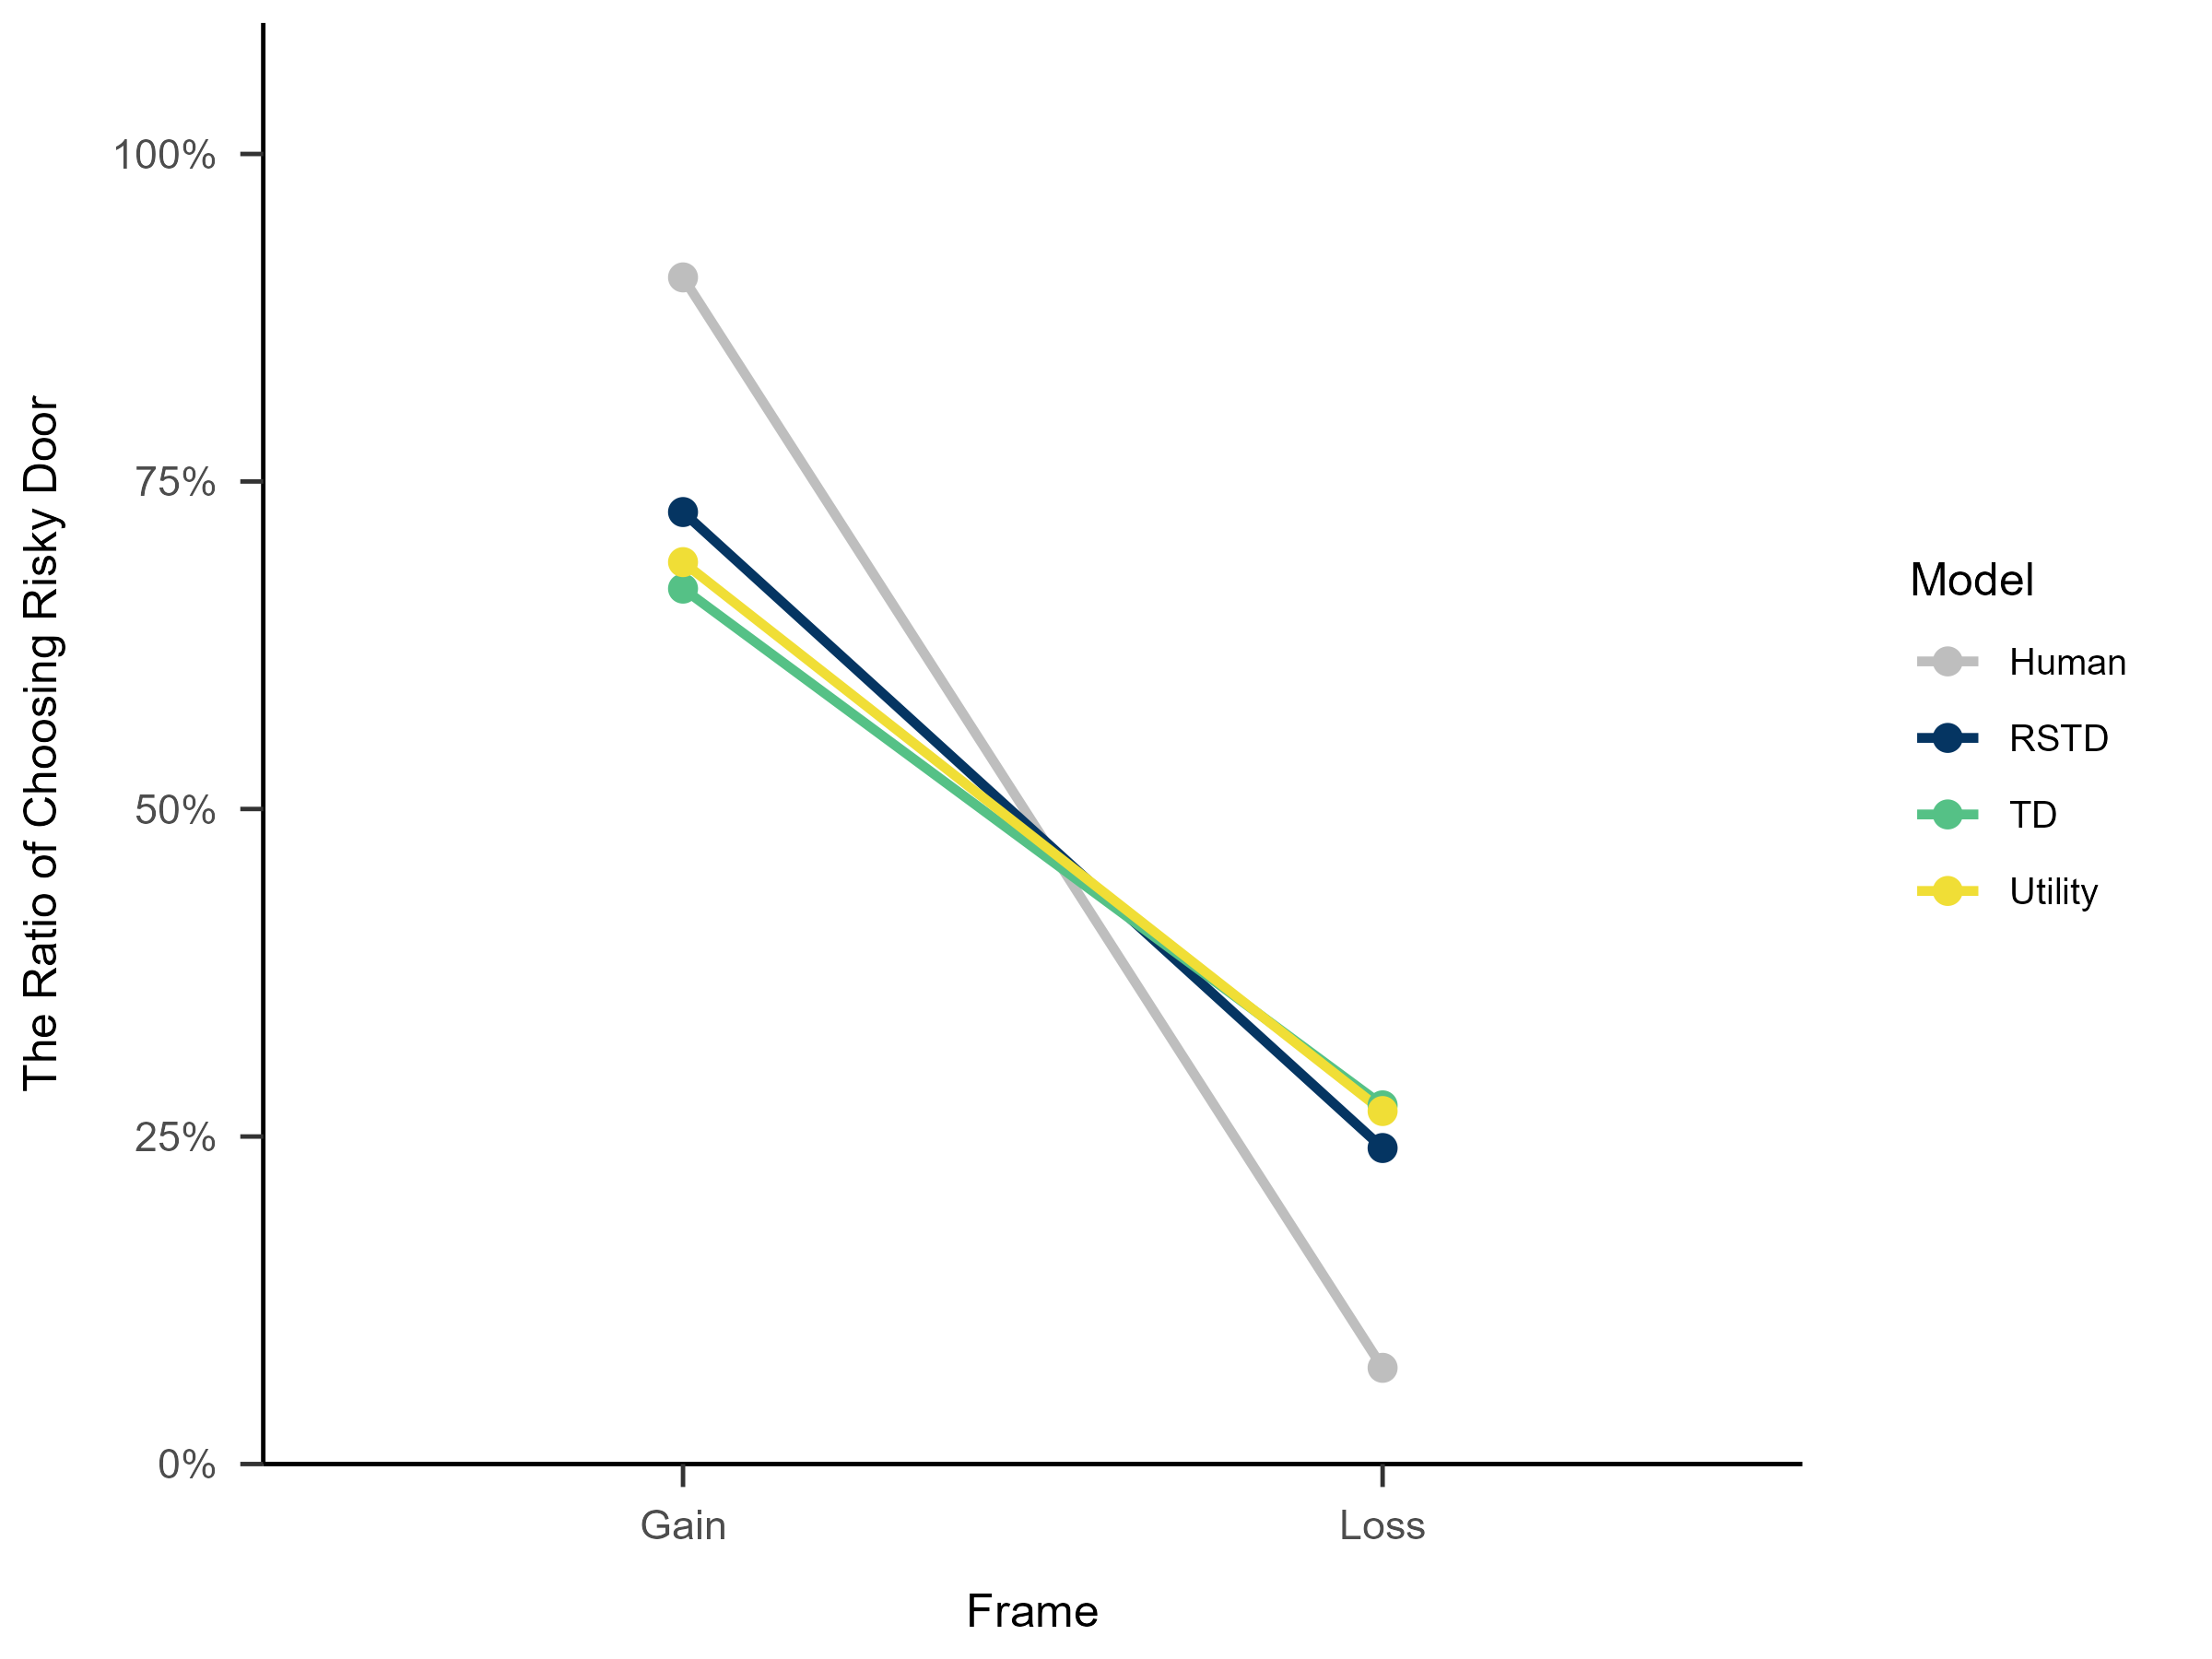 The Ratio of Choosing Risky Door
100%
75%
50%
25%
0%
Gain
Loss
Frame
Model
Human
RSTD
TD
Utility